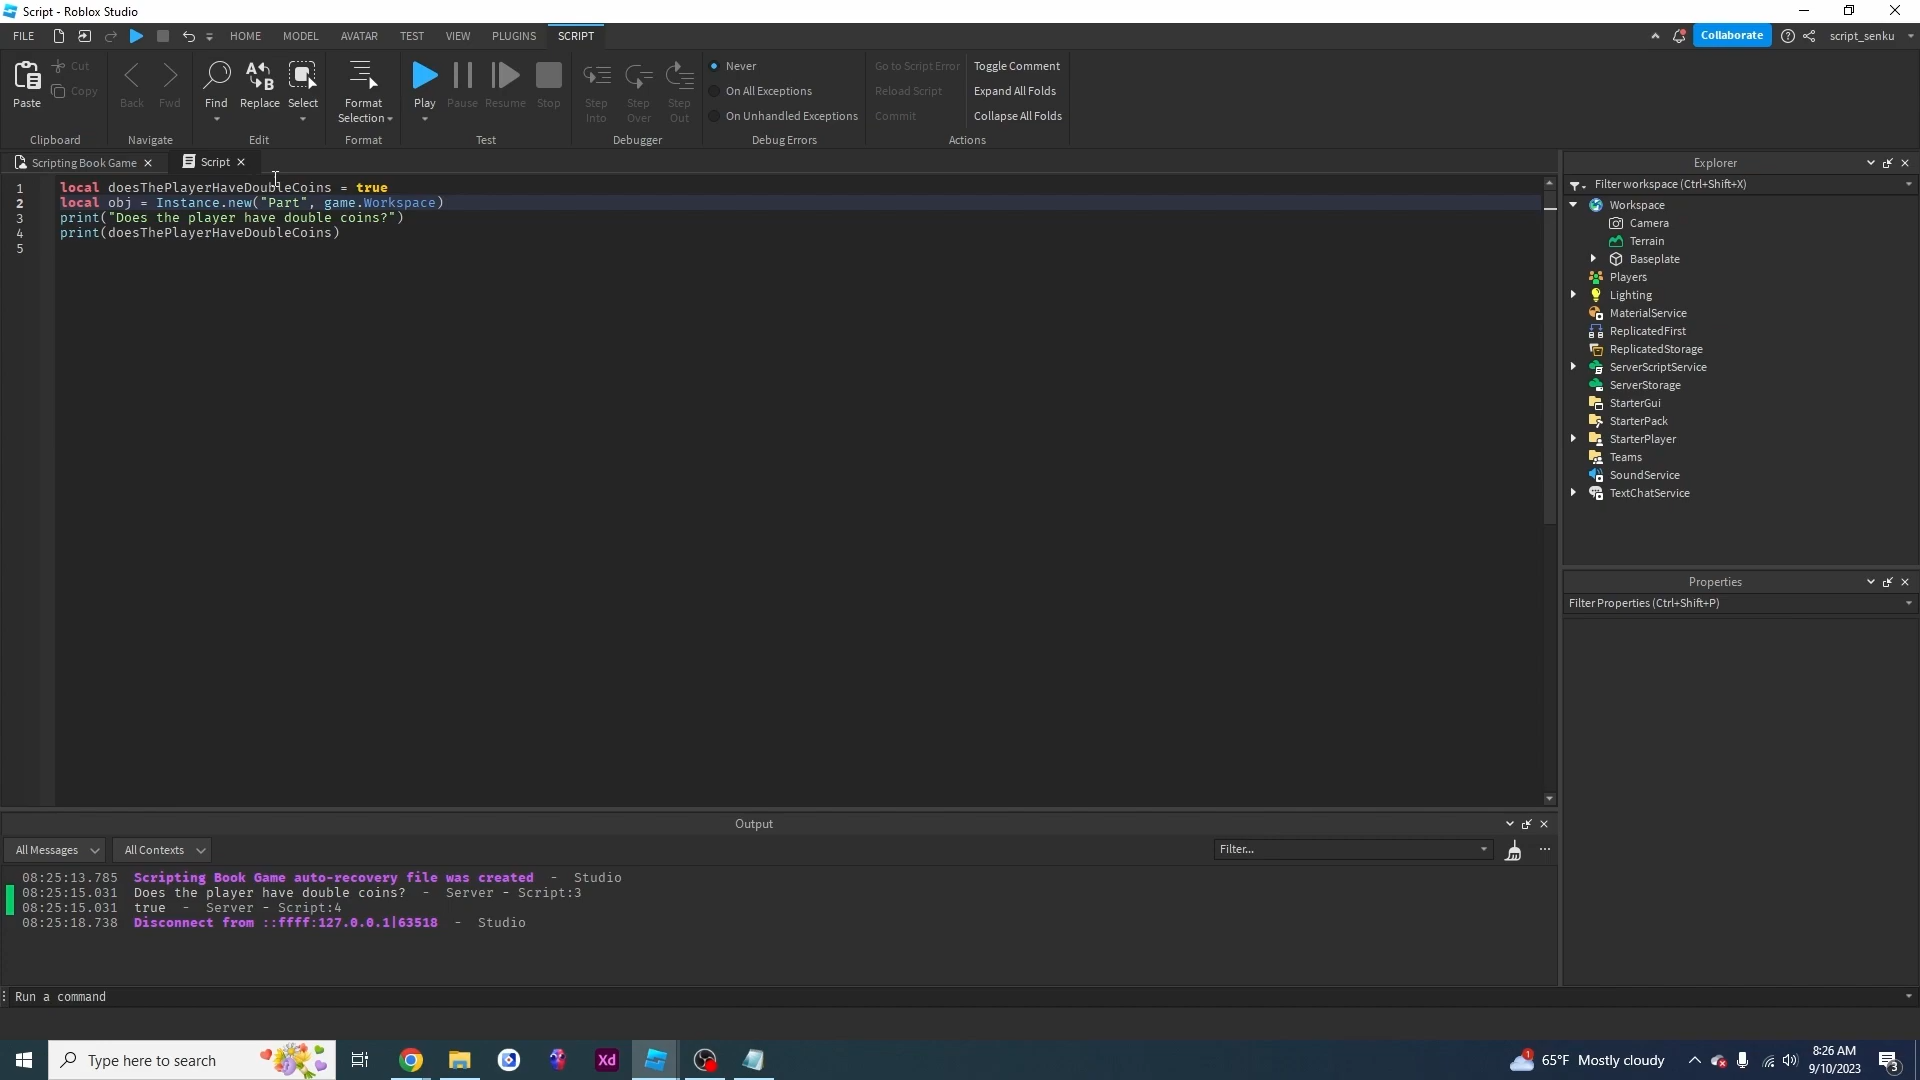 Script - Roblox Studio
FILE HOME MODEL AVATAR TEST VIEW PLUGINS SCRIPT Collaborate script_senku
Paste Cut Copy
Clipboard
Back Fwd
Navigate
Find Replace Select
Edit
Format Selection
Format
Play Pause Resume Stop
Test
Step Into Step Over Step Out
Debugger
Never
On All Exceptions
On Unhandled Exceptions
Debug Errors
Go to Script Error
Reload Script
Commit
Toggle Comment
Expand All Folds
Collapse All Folds
Actions
Scripting Book Game Script
1 local doesThePlayerHaveDoubleCoins = true
2 local obj = Instance.new("Part", game.Workspace)
3 print("Does the player have double coins?")
4 print(doesThePlayerHaveDoubleCoins)
5
Explorer
Filter workspace (Ctrl+Shift+X)
Workspace
Camera
Terrain
Baseplate
Players
Lighting
MaterialService
ReplicatedFirst
ReplicatedStorage
ServerScriptService
ServerStorage
StarterGui
StarterPack
StarterPlayer
Teams
SoundService
TextChatService
Properties
Filter Properties (Ctrl+Shift+P)
Output
All Messages All Contexts Filter...
08:25:13.785 Scripting Book Game auto-recovery file was created - Studio
08:25:15.031 Does the player have double coins? - Server - Script:3
08:25:15.031 true - Server - Script:4
08:25:18.738 Disconnect from ::ffff:127.0.0.1|63518 - Studio
Run a command
Type here to search
Xd
1
65°F Mostly cloudy
8:26 AM
9/10/2023
3